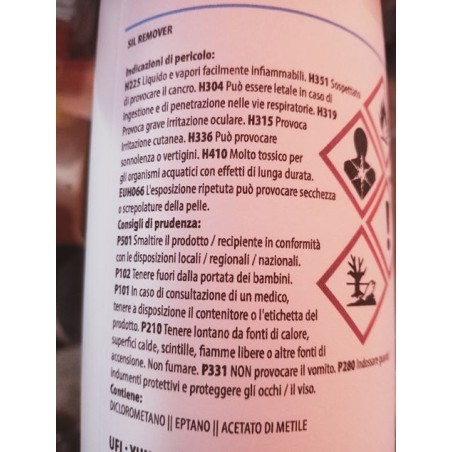 SIL REMOVER
Indicazioni di pericolo:
H225 Liquido e vapori facilmente infiammabili. H351 Sospettato
di provocare il cancro. H304 Può essere letale in caso di
ingestione e di penetrazione nelle vie respiratorie. H319
Provoca grave irritazione oculare. H315 Provoca
irritazione cutanea. H336 Può provocare
sonnolenza o vertigini. H410 Molto tossico per
gli organismi acquatici con effetti di lunga durata.
EUH066 L'esposizione ripetuta può provocare secchezza
o screpolature della pelle.
Consigli di prudenza:
P501 Smaltire il prodotto / recipiente in conformità
con le disposizioni locali / regionali / nazionali.
P102 Tenere fuori dalla portata dei bambini.
P101 In caso di consultazione di un medico,
tenere a disposizione il contenitore o l'etichetta del
prodotto. P210 Tenere lontano da fonti di calore,
superfici calde, scintille, fiamme libere o altre fonti di
accensione. Non fumare. P331 NON provocare il vomito. P280 Indossare guanti
indumenti protettivi e proteggere gli occhi / il viso.
Contiene:
DICLOROMETANO || EPTANO || ACETATO DI METILE
UFI: